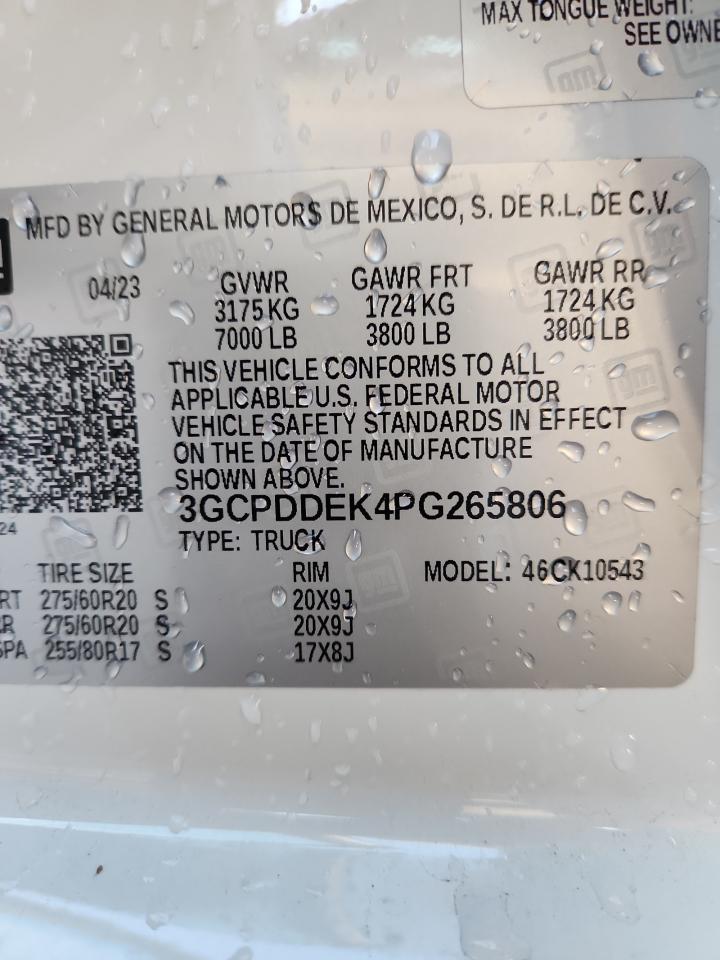 MAX TONGUE WEIGHT:
SEE OWNE
MFD BY GENERAL MOTORS DE MEXICO, S. DE R.L. DE C.V.
04/23 GVWR GAWR FRT GAWR RR
3175 KG 1724 KG 1724 KG
7000 LB 3800 LB 3800 LB
THIS VEHICLE CONFORMS TO ALL
APPLICABLE U.S. FEDERAL MOTOR
VEHICLE SAFETY STANDARDS IN EFFECT
ON THE DATE OF MANUFACTURE
SHOWN ABOVE.
3GCPDDEK4PG265806
24
TYPE: TRUCK
TIRE SIZE RIM MODEL: 46CK10543
RT 275/60R20 S 20X9J
R 275/60R20 S 20X9J
SPA 255/80R17 S 17X8J